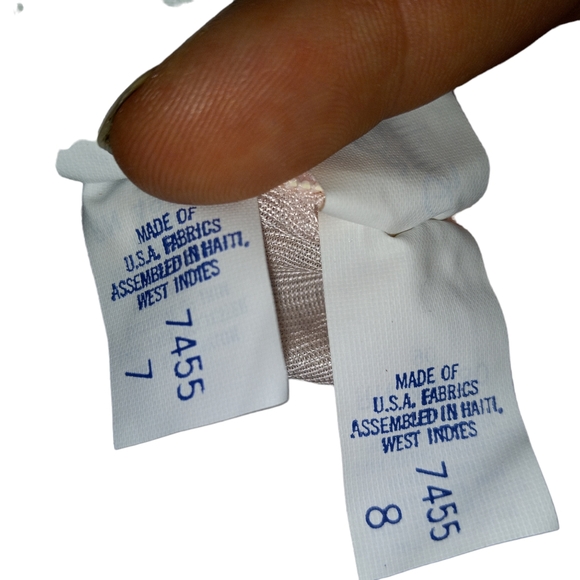 MADE OF
U.S.A. FABRICS
ASSEMBLED IN HAITI,
WEST INDIES
7455
7
MADE OF
U.S.A. FABRICS
ASSEMBLED IN HAITI,
WEST INDIES
7455
8